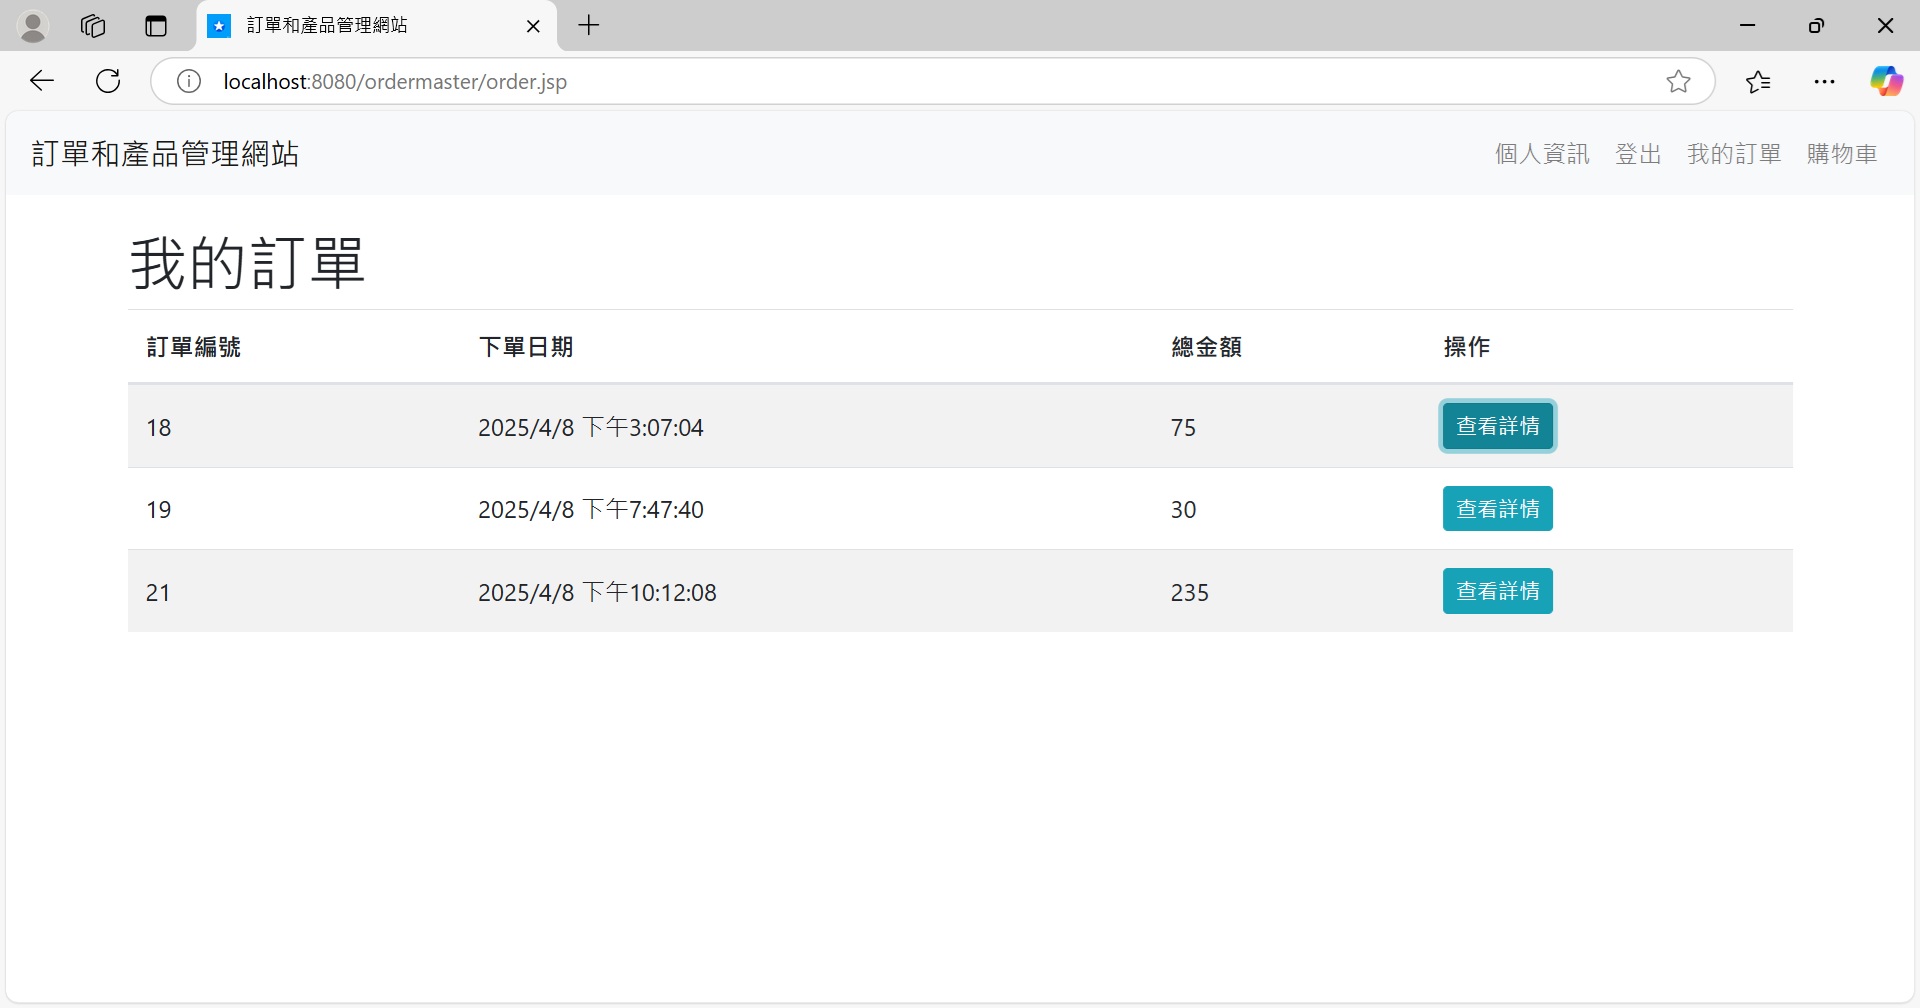 訂單和產品管理網站
localhost:8080/ordermaster/order.jsp
訂單和產品管理網站 個人資訊 登出 我的訂單 購物車
我的訂單
訂單編號 下單日期 總金額 操作
18 2025/4/8 下午3:07:04 75 查看詳情
19 2025/4/8 下午7:47:40 30 查看詳情
21 2025/4/8 下午10:12:08 235 查看詳情